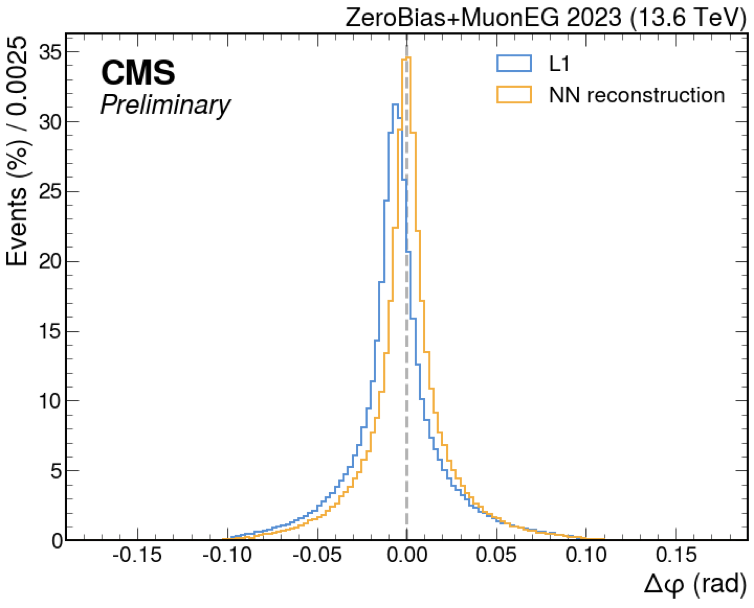 ZeroBias+MuonEG 2023 (13.6 TeV)
CMS
Preliminary
L1
NN reconstruction
Events (%) / 0.0025
35
30
25
20
15
10
5
0
-0.15 -0.10 -0.05 0.00 0.05 0.10 0.15
Δφ (rad)